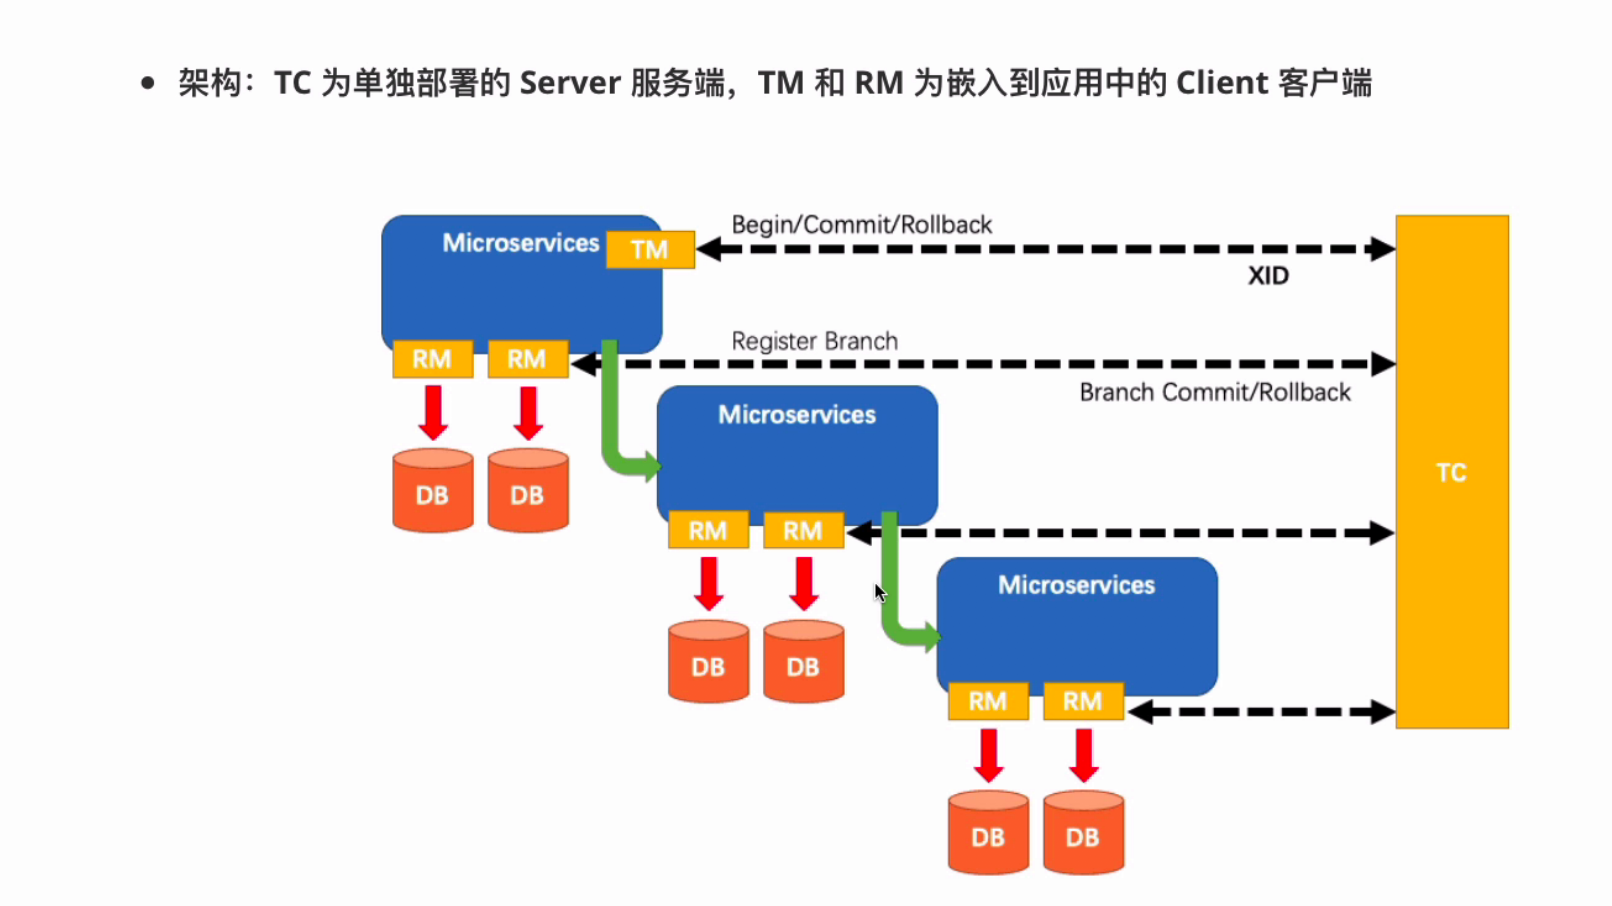 • 架构：TC 为单独部署的 Server 服务端，TM 和 RM 为嵌入到应用中的 Client 客户端
Begin/Commit/Rollback
Microservices
TM
XID
Register Branch
RM
RM
Branch Commit/Rollback
Microservices
TC
DB
DB
RM
RM
Microservices
DB
DB
RM
RM
DB
DB